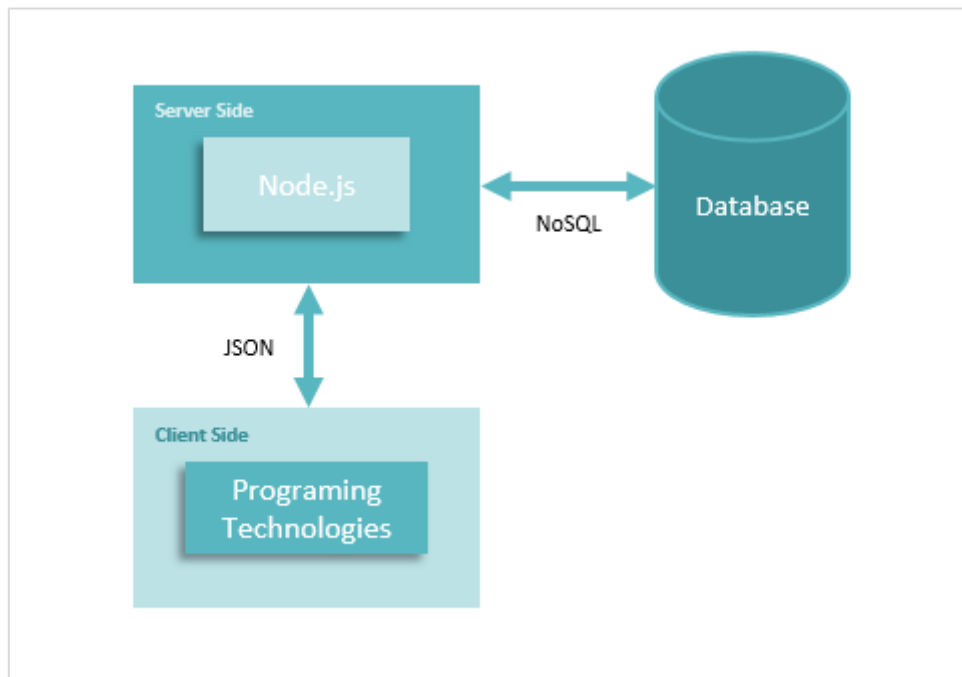 Server Side
Node.js
NoSQL
Database
JSON
Client Side
Programing
Technologies